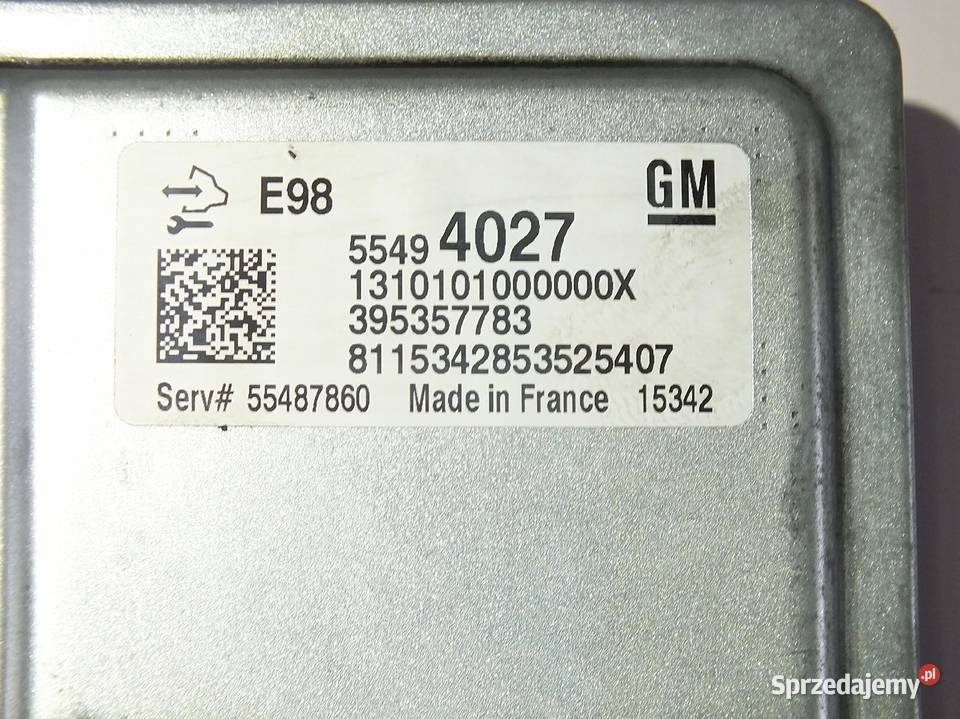 E98
GM
5549 4027
1310101000000X
395357783
8115342853525407
Serv# 55487860 Made in France 15342
Sprzedajemy.pl